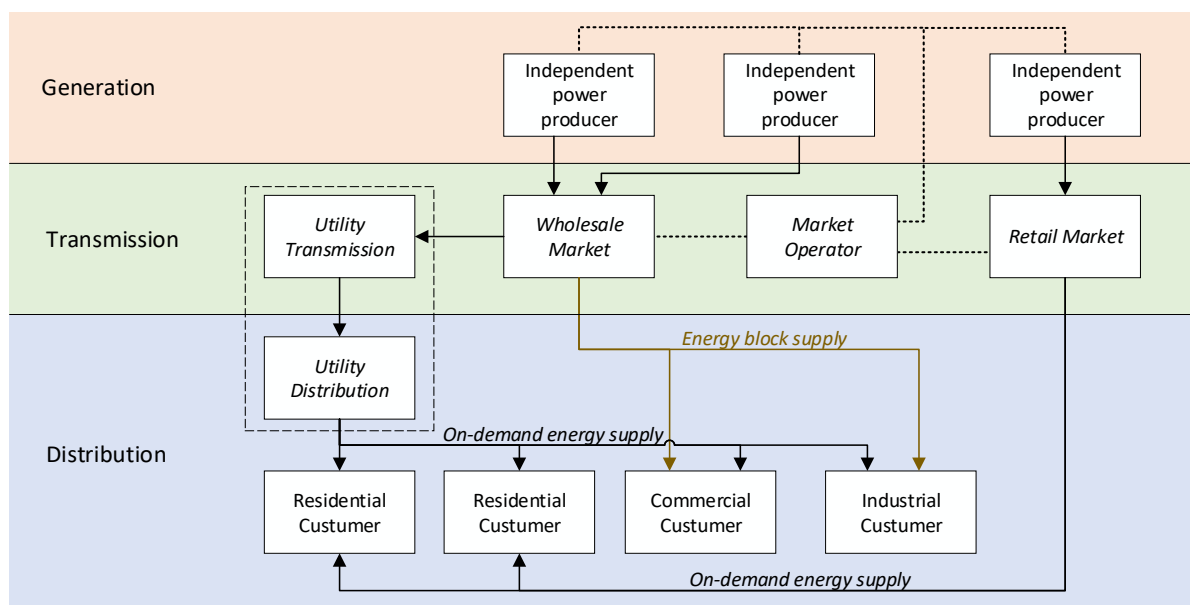 Generation
Independent
power
producer
Independent
power
producer
Independent
power
producer
Transmission
Utility
Transmission
Wholesale
Market
Market
Operator
Retail Market
Energy block supply
Utility
Distribution
On-demand energy supply
Distribution
Residential
Custumer
Residential
Custumer
Commercial
Custumer
Industrial
Custumer
On-demand energy supply